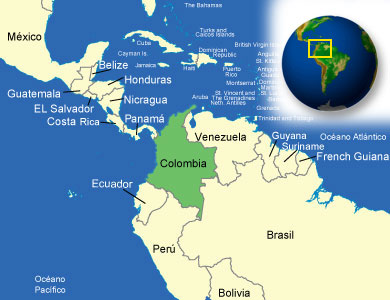 The Bahamas
Turks and
Caicos Islands
México
Cuba
Cayman Is.
Dominican
Republic
British Virgin
Belize
Jamaica
Haiti
Puerto
Rico
Honduras
Montserrat
Guatemala
Nicaragua
Aruba
St. Vincent and
The Grenadines
EL Salvador
Neth. Antilles
Grenada
Costa Rica
Panamá
Trinidad and Tobago
Venezuela
Guyana
Océano Atlántico
Suriname
French Guiana
Colombia
Ecuador
Perú
Brasil
Océano
Pacífico
Bolivia